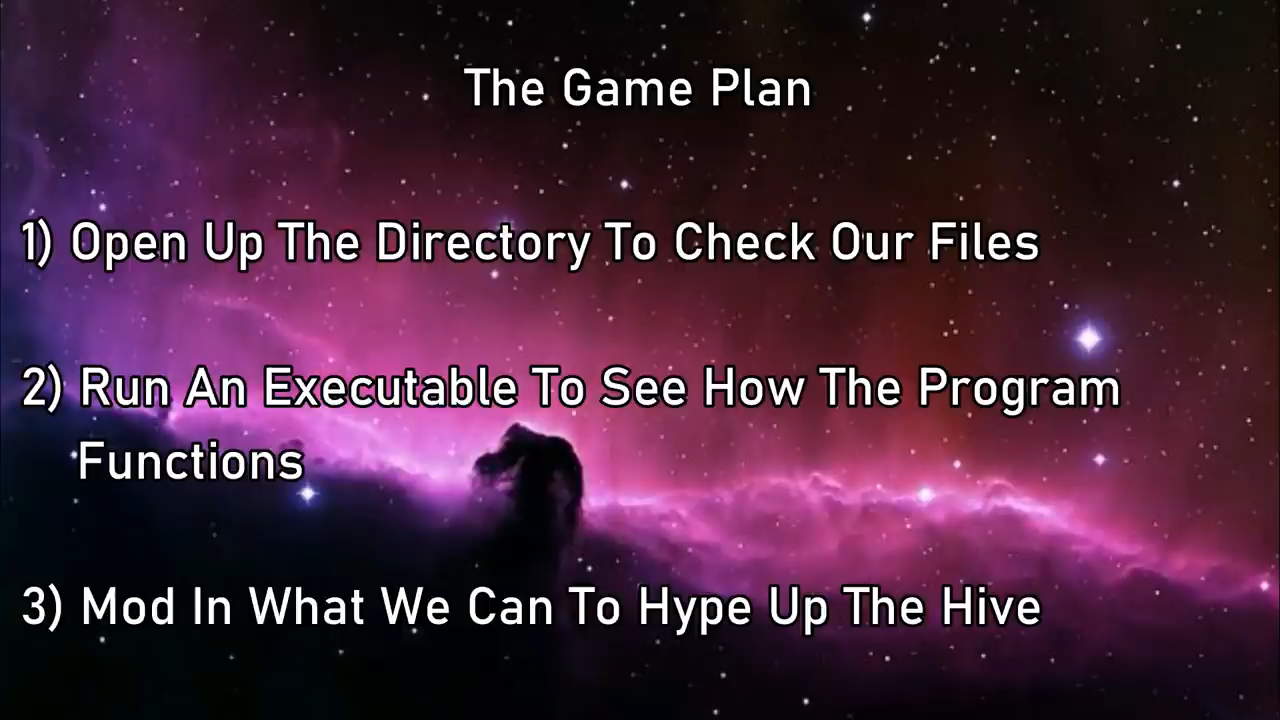 The Game Plan
1) Open Up The Directory To Check Our Files
2) Run An Executable To See How The Program
Functions
3) Mod In What We Can To Hype Up The Hive